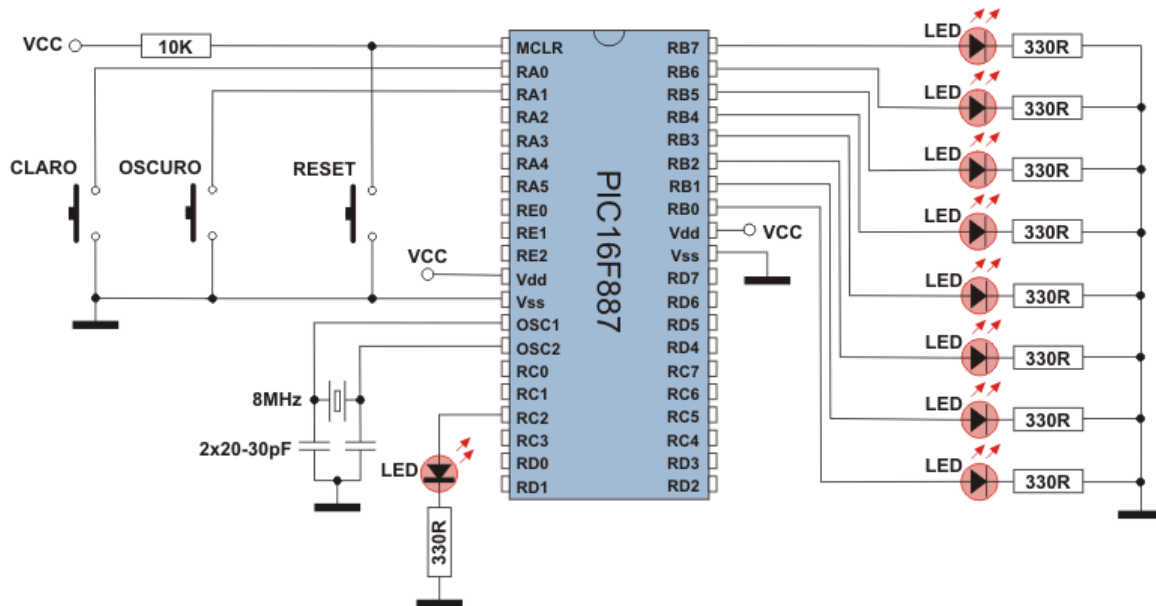 VCC
10K
CLARO
OSCURO
RESET
VCC
8MHz
2x20-30pF
LED
330R
MCLR
RA0
RA1
RA2
RA3
RA4
RA5
RE0
RE1
RE2
Vdd
Vss
OSC1
OSC2
RC0
RC1
RC2
RC3
RD0
RD1
PIC16F887
RB7
RB6
RB5
RB4
RB3
RB2
RB1
RB0
Vdd
Vss
RD7
RD6
RD5
RD4
RC7
RC6
RC5
RC4
RD3
RD2
VCC
LED
330R
LED
330R
LED
330R
LED
330R
LED
330R
LED
330R
LED
330R
LED
330R